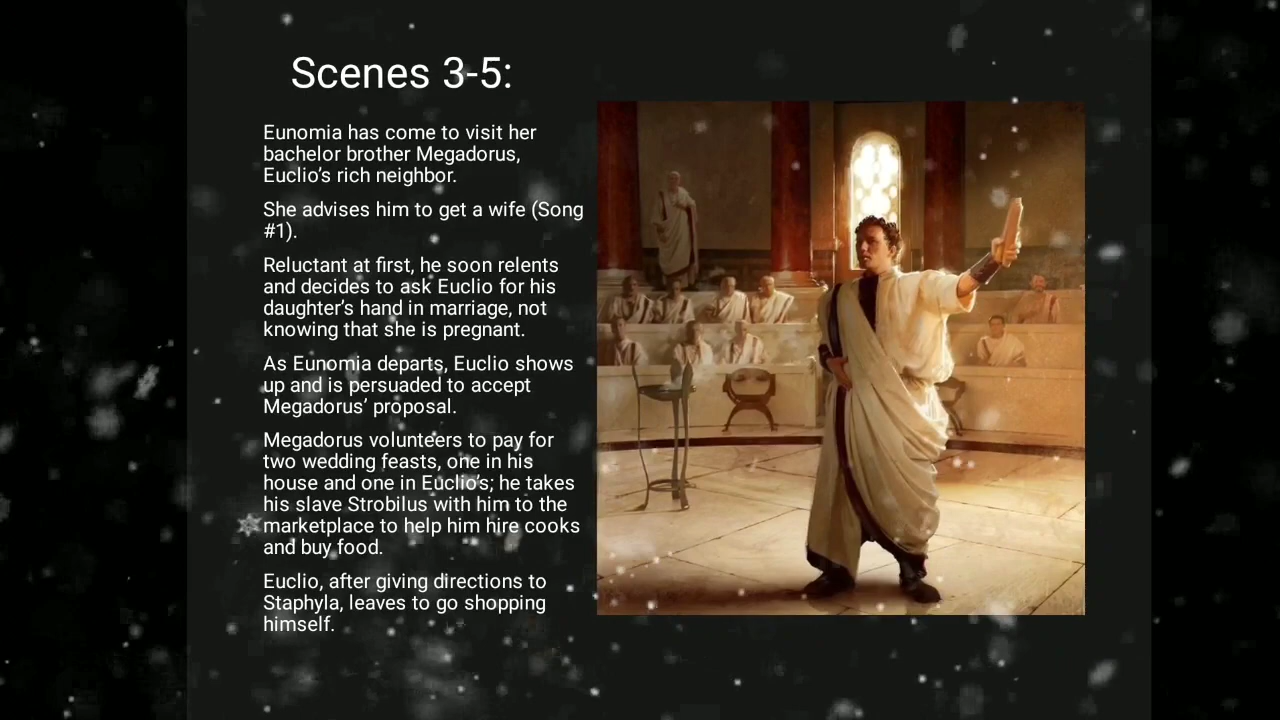 Scenes 3-5:
Eunomia has come to visit her
bachelor brother Megadorus,
Euclio’s rich neighbor.
She advises him to get a wife (Song
#1).
Reluctant at first, he soon relents
and decides to ask Euclio for his
daughter’s hand in marriage, not
knowing that she is pregnant.
As Eunomia departs, Euclio shows
up and is persuaded to accept
Megadorus’ proposal.
Megadorus volunteers to pay for
two wedding feasts, one in his
house and one in Euclio’s; he takes
his slave Strobilus with him to the
marketplace to help him hire cooks
and buy food.
Euclio, after giving directions to
Staphyla, leaves to go shopping
himself.